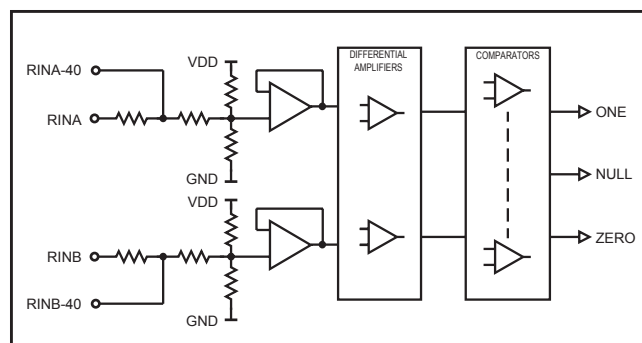 DIFFERENTIAL
AMPLIFIERS
COMPARATORS
VDD
RINA-40
RINA
ONE
GND
NULL
VDD
RINB
ZERO
RINB-40
GND